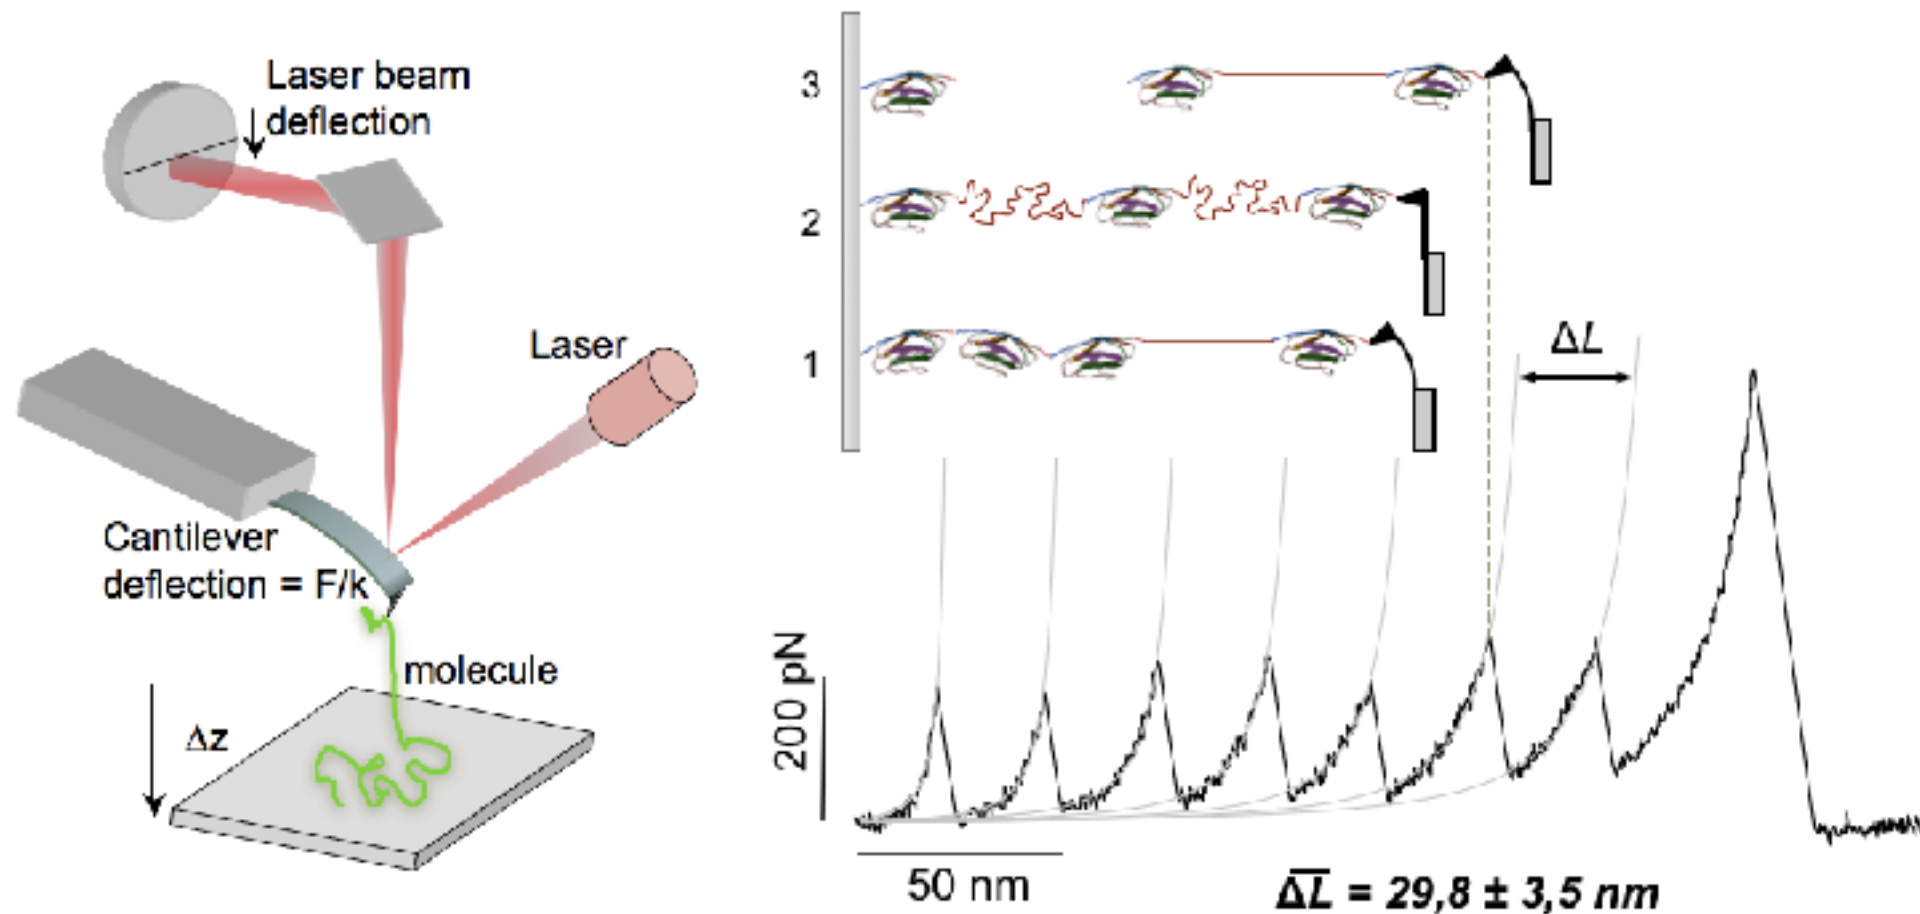 Laser beam
deflection
Laser
Cantilever
deflection = F/k
molecule
Δz
3
2
1
ΔL
200 pN
50 nm
Δ͞L = 29,8 ± 3,5 nm